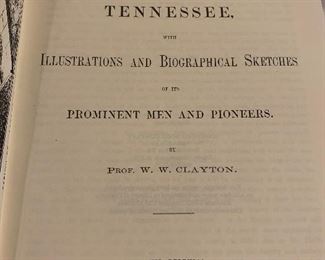 TENNESSEE,
WITH
ILLUSTRATIONS AND BIOGRAPHICAL SKETCHES
OF ITS
PROMINENT MEN AND PIONEERS.
BY
PROF. W. W. CLAYTON.